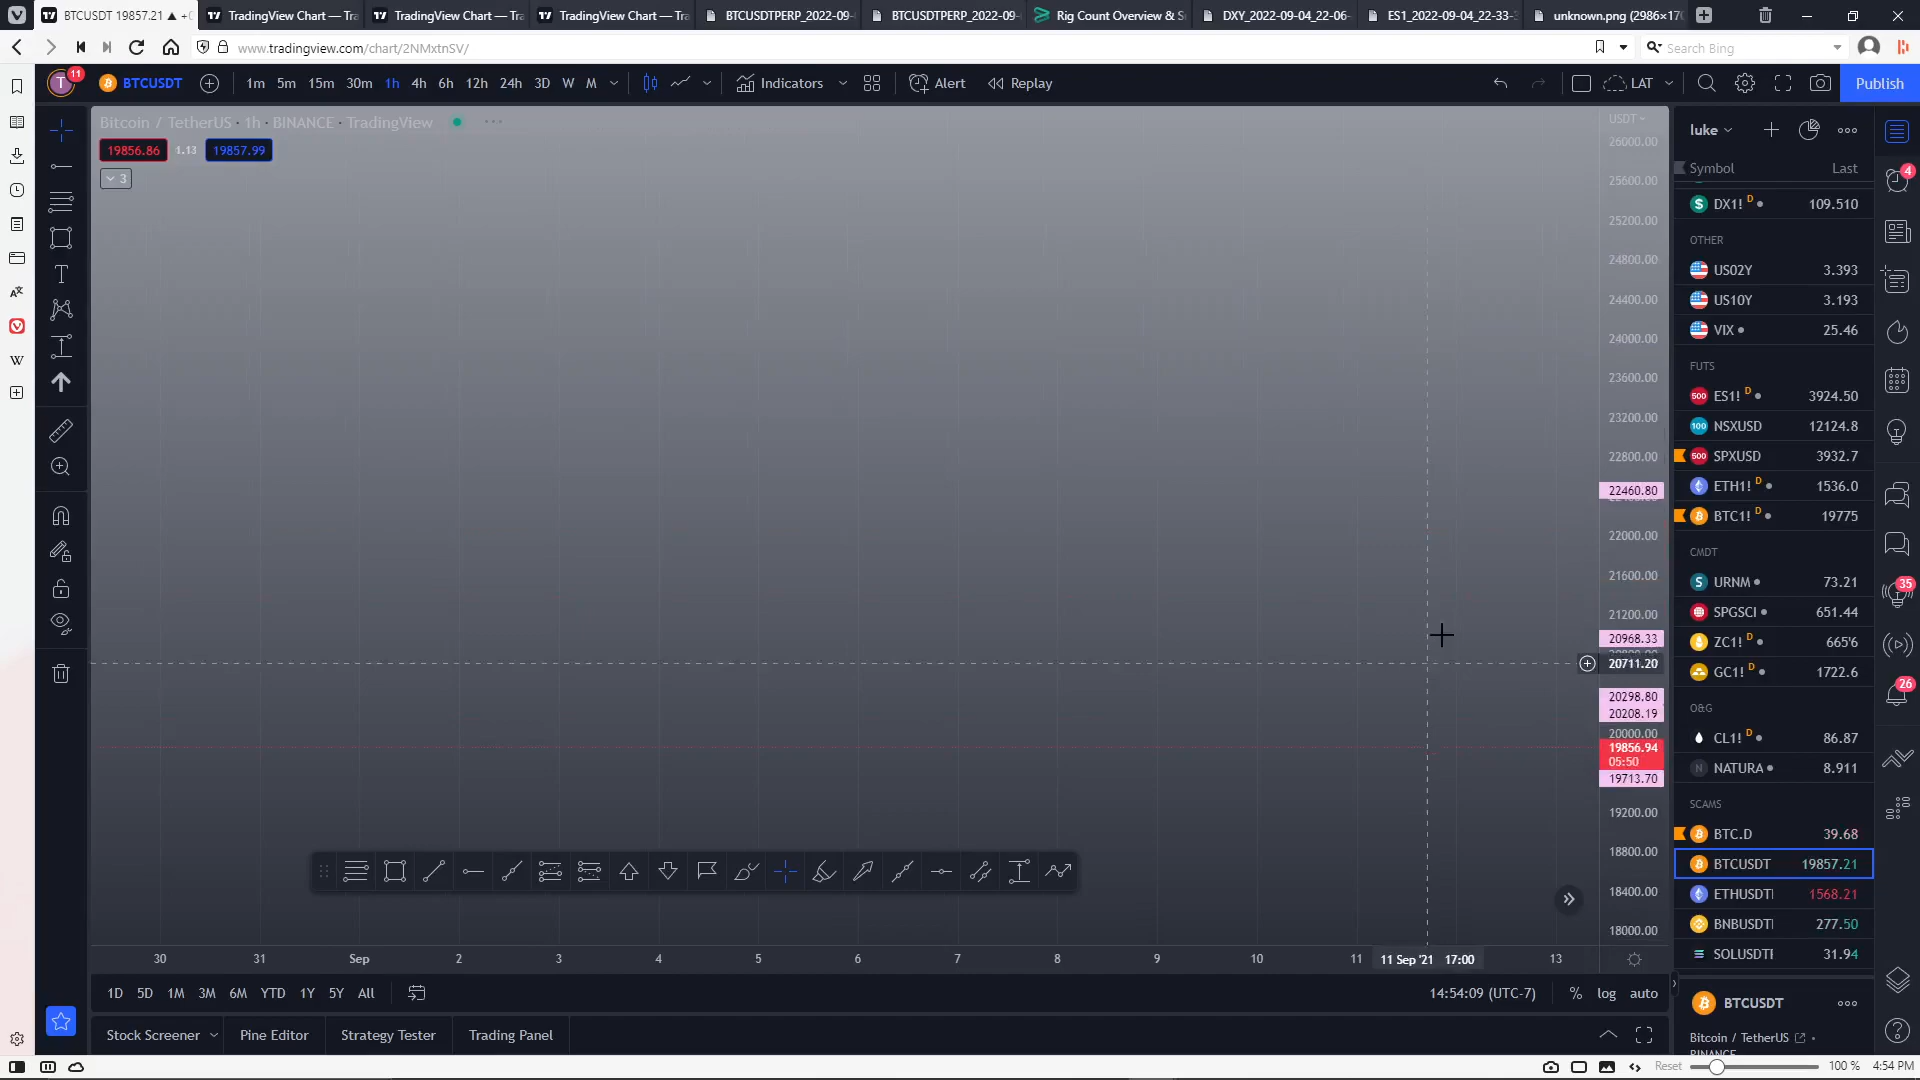 BTCUSDT 19857.21 ▲ +0
TradingView Chart — Tra
TradingView Chart — Tra
TradingView Chart — Tra
BTCUSDTPERP_2022-09-
BTCUSDTPERP_2022-09-
Rig Count Overview & S
DXY_2022-09-04_22-06-
ES1_2022-09-04_22-33-3
unknown.png (2986×170
www.tradingview.com/chart/2NMxtnSV/
Search Bing
T 11
BTCUSDT
1m 5m 15m 30m 1h 4h 6h 12h 24h 3D W M
Indicators
Alert
Replay
LAT
Publish
Bitcoin / TetherUS · 1h · BINANCE · TradingView
19856.86 1.13 19857.99
3
USDT
26000.00
25600.00
25200.00
24800.00
24400.00
24000.00
23600.00
23200.00
22800.00
22460.80
22000.00
21600.00
21200.00
20968.33
20711.20
20298.80
20208.19
20000.00
19856.94
05:50
19713.70
19200.00
18800.00
18400.00
18000.00
30 31 Sep 2 3 4 5 6 7 8 9 10 11 11 Sep '21 17:00 13
1D 5D 1M 3M 6M YTD 1Y 5Y All
14:54:09 (UTC-7) % log auto
Stock Screener Pine Editor Strategy Tester Trading Panel
luke
Symbol Last
DX1! D 109.510
OTHER
US02Y 3.393
US10Y 3.193
VIX 25.46
FUTS
ES1! D 3924.50
NSXUSD 12124.8
SPXUSD 3932.7
ETH1! D 1536.0
BTC1! D 19775
CMDT
URNM 73.21
SPGSCI 651.44
ZC1! D 665'6
GC1! D 1722.6
O&G
CL1! D 86.87
NATURA 8.911
SCAMS
BTC.D 39.68
BTCUSDT 19857.21
ETHUSDT 1568.21
BNBUSDT 277.50
SOLUSDT 31.94
BTCUSDT
Bitcoin / TetherUS
BINANCE
4
35
26
Reset 100 % 4:54 PM